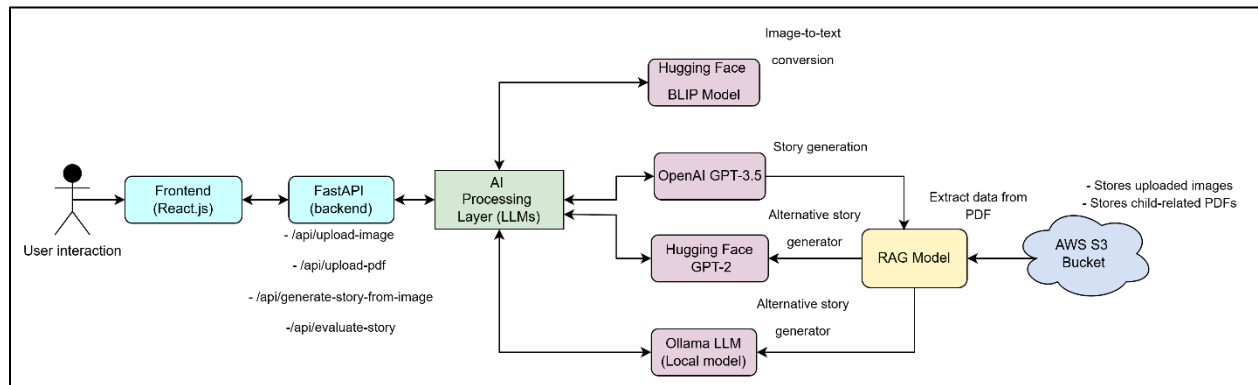 User interaction
Frontend
(React.js)
FastAPI
(backend)
- /api/upload-image
- /api/upload-pdf
- /api/generate-story-from-image
-/api/evaluate-story
AI
Processing
Layer (LLMs)
Hugging Face
BLIP Model
Image-to-text
conversion
OpenAI GPT-3.5
Story generation
Hugging Face
GPT-2
Alternative story
generator
Ollama LLM
(Local model)
Alternative story
generator
RAG Model
Extract data from
PDF
AWS S3
Bucket
- Stores uploaded images
- Stores child-related PDFs